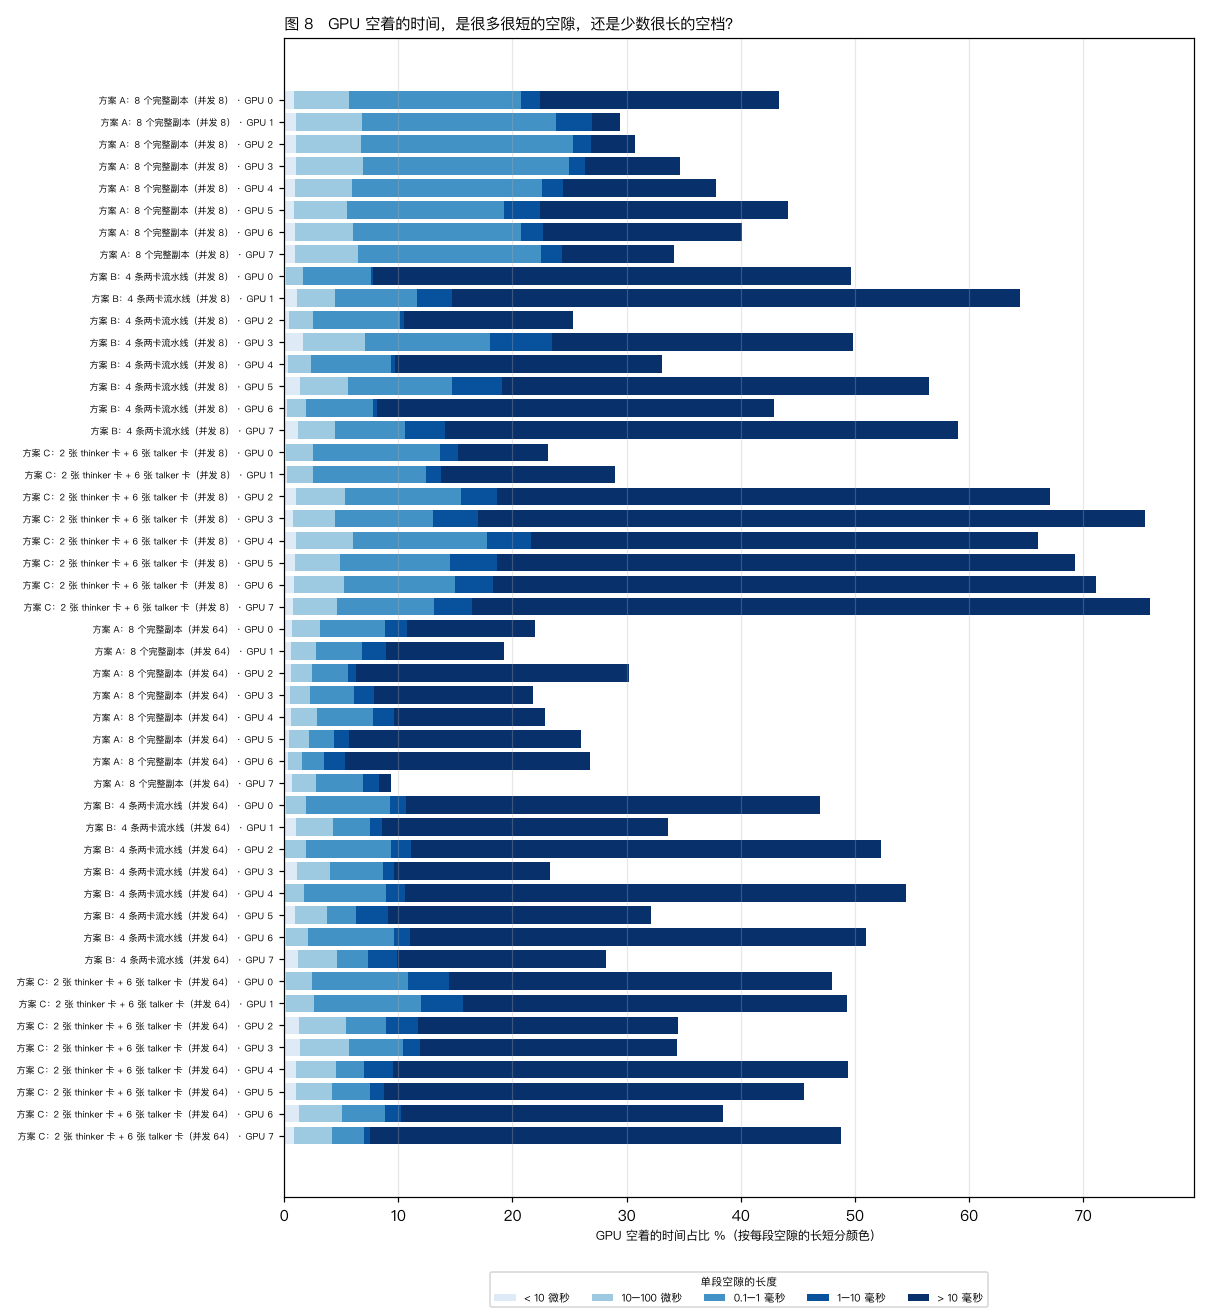 图 8 GPU 空着的时间，是很多很短的空隙，还是少数很长的空档？
方案 A：8 个完整副本（并发 8） · GPU 0
方案 A：8 个完整副本（并发 8） · GPU 1
方案 A：8 个完整副本（并发 8） · GPU 2
方案 A：8 个完整副本（并发 8） · GPU 3
方案 A：8 个完整副本（并发 8） · GPU 4
方案 A：8 个完整副本（并发 8） · GPU 5
方案 A：8 个完整副本（并发 8） · GPU 6
方案 A：8 个完整副本（并发 8） · GPU 7
方案 B：4 条两卡流水线（并发 8） · GPU 0
方案 B：4 条两卡流水线（并发 8） · GPU 1
方案 B：4 条两卡流水线（并发 8） · GPU 2
方案 B：4 条两卡流水线（并发 8） · GPU 3
方案 B：4 条两卡流水线（并发 8） · GPU 4
方案 B：4 条两卡流水线（并发 8） · GPU 5
方案 B：4 条两卡流水线（并发 8） · GPU 6
方案 B：4 条两卡流水线（并发 8） · GPU 7
方案 C：2 张 thinker 卡 + 6 张 talker 卡（并发 8） · GPU 0
方案 C：2 张 thinker 卡 + 6 张 talker 卡（并发 8） · GPU 1
方案 C：2 张 thinker 卡 + 6 张 talker 卡（并发 8） · GPU 2
方案 C：2 张 thinker 卡 + 6 张 talker 卡（并发 8） · GPU 3
方案 C：2 张 thinker 卡 + 6 张 talker 卡（并发 8） · GPU 4
方案 C：2 张 thinker 卡 + 6 张 talker 卡（并发 8） · GPU 5
方案 C：2 张 thinker 卡 + 6 张 talker 卡（并发 8） · GPU 6
方案 C：2 张 thinker 卡 + 6 张 talker 卡（并发 8） · GPU 7
方案 A：8 个完整副本（并发 64） · GPU 0
方案 A：8 个完整副本（并发 64） · GPU 1
方案 A：8 个完整副本（并发 64） · GPU 2
方案 A：8 个完整副本（并发 64） · GPU 3
方案 A：8 个完整副本（并发 64） · GPU 4
方案 A：8 个完整副本（并发 64） · GPU 5
方案 A：8 个完整副本（并发 64） · GPU 6
方案 A：8 个完整副本（并发 64） · GPU 7
方案 B：4 条两卡流水线（并发 64） · GPU 0
方案 B：4 条两卡流水线（并发 64） · GPU 1
方案 B：4 条两卡流水线（并发 64） · GPU 2
方案 B：4 条两卡流水线（并发 64） · GPU 3
方案 B：4 条两卡流水线（并发 64） · GPU 4
方案 B：4 条两卡流水线（并发 64） · GPU 5
方案 B：4 条两卡流水线（并发 64） · GPU 6
方案 B：4 条两卡流水线（并发 64） · GPU 7
方案 C：2 张 thinker 卡 + 6 张 talker 卡（并发 64） · GPU 0
方案 C：2 张 thinker 卡 + 6 张 talker 卡（并发 64） · GPU 1
方案 C：2 张 thinker 卡 + 6 张 talker 卡（并发 64） · GPU 2
方案 C：2 张 thinker 卡 + 6 张 talker 卡（并发 64） · GPU 3
方案 C：2 张 thinker 卡 + 6 张 talker 卡（并发 64） · GPU 4
方案 C：2 张 thinker 卡 + 6 张 talker 卡（并发 64） · GPU 5
方案 C：2 张 thinker 卡 + 6 张 talker 卡（并发 64） · GPU 6
方案 C：2 张 thinker 卡 + 6 张 talker 卡（并发 64） · GPU 7
0 10 20 30 40 50 60 70
GPU 空着的时间占比 %（按每段空隙的长短分颜色）
单段空隙的长度
< 10 微秒 10–100 微秒 0.1–1 毫秒 1–10 毫秒 > 10 毫秒